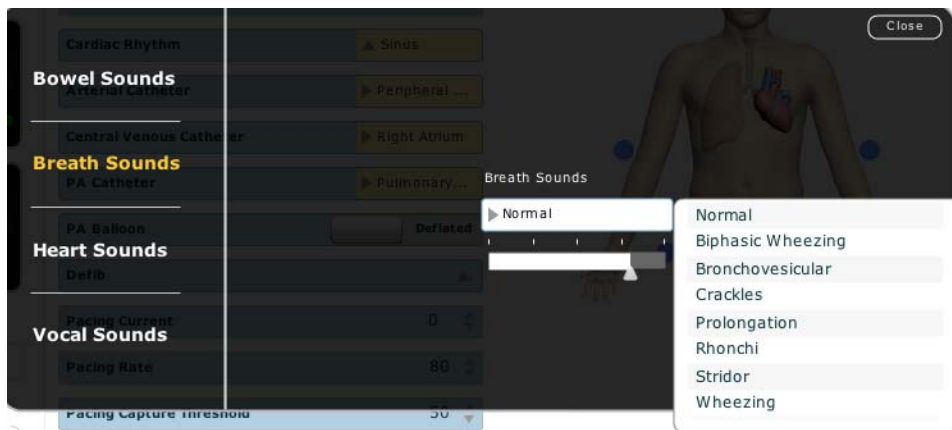 Close
Cardiac Rhythm
Sinus
Bowel Sounds
Arterial Catheter
Peripheral ...
Central Venous Catheter
Right Atrium
Breath Sounds
PA Catheter
Pulmonary...
Breath Sounds
Normal
PA Balloon
Deflated
Heart Sounds
Defib
Pacing Current
0
Vocal Sounds
Pacing Rate
80
Pacing Capture Threshold
50
Normal
Biphasic Wheezing
Bronchovesicular
Crackles
Prolongation
Rhonchi
Stridor
Wheezing